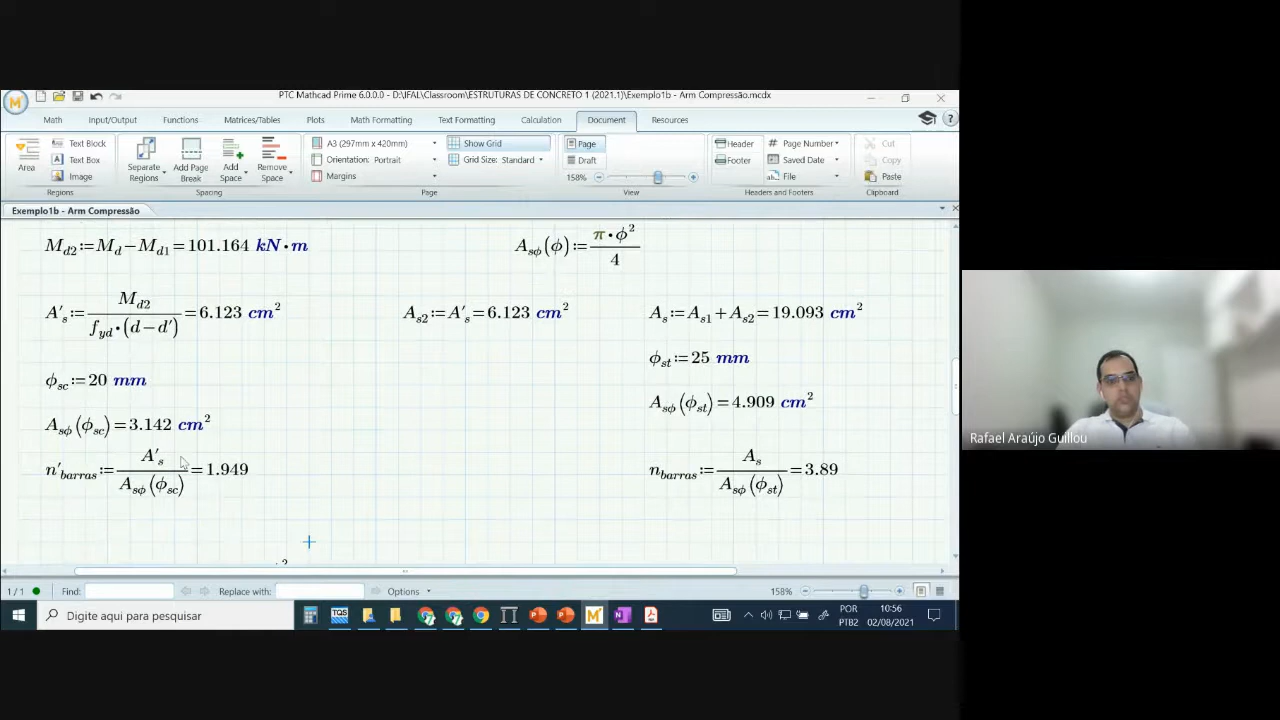 PTC Mathcad Prime 6.0.0.0 - D:\IFAL\Classroom\ESTRUTURAS DE CONCRETO 1 (2021.1)\Exemplo1b - Arm Compressão.mcdx
Math Input/Output Functions Matrices/Tables Plots Math Formatting Text Formatting Calculation Document Resources
Area
Text Block
Text Box
Image
Regions
Separate Regions
Add Page Break
Add Space
Remove Space
Spacing
A3 (297mm x 420mm)
Orientation: Portrait
Margins
Show Grid
Grid Size: Standard
Page
Page
Draft
158%
View
Header
Footer
Page Number
Saved Date
File
Headers and Footers
Cut
Copy
Paste
Clipboard
Exemplo1b - Arm Compressão
M_d2 := M_d − M_d1 = 101.164 kN·m
A_sϕ(ϕ) := π·ϕ² / 4
A'_s := M_d2 / (f_yd·(d−d')) = 6.123 cm²
A_s2 := A'_s = 6.123 cm²
A_s := A_s1 + A_s2 = 19.093 cm²
ϕ_st := 25 mm
ϕ_sc := 20 mm
A_sϕ(ϕ_st) = 4.909 cm²
A_sϕ(ϕ_sc) = 3.142 cm²
n'_barras := A'_s / A_sϕ(ϕ_sc) = 1.949
n_barras := A_s / A_sϕ(ϕ_st) = 3.89
1 / 1 Find: Replace with: Options 158%
Digite aqui para pesquisar
TQS
POR
PTB2
10:56
02/08/2021
Rafael Araújo Guillou